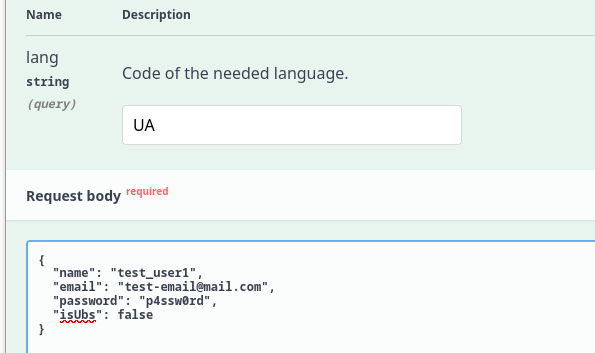 Name Description
lang
string
(query)
Code of the needed language.
UA
Request body required
{
  "name": "test_user1",
  "email": "test-email@mail.com",
  "password": "p4ssw0rd",
  "isUbs": false
}